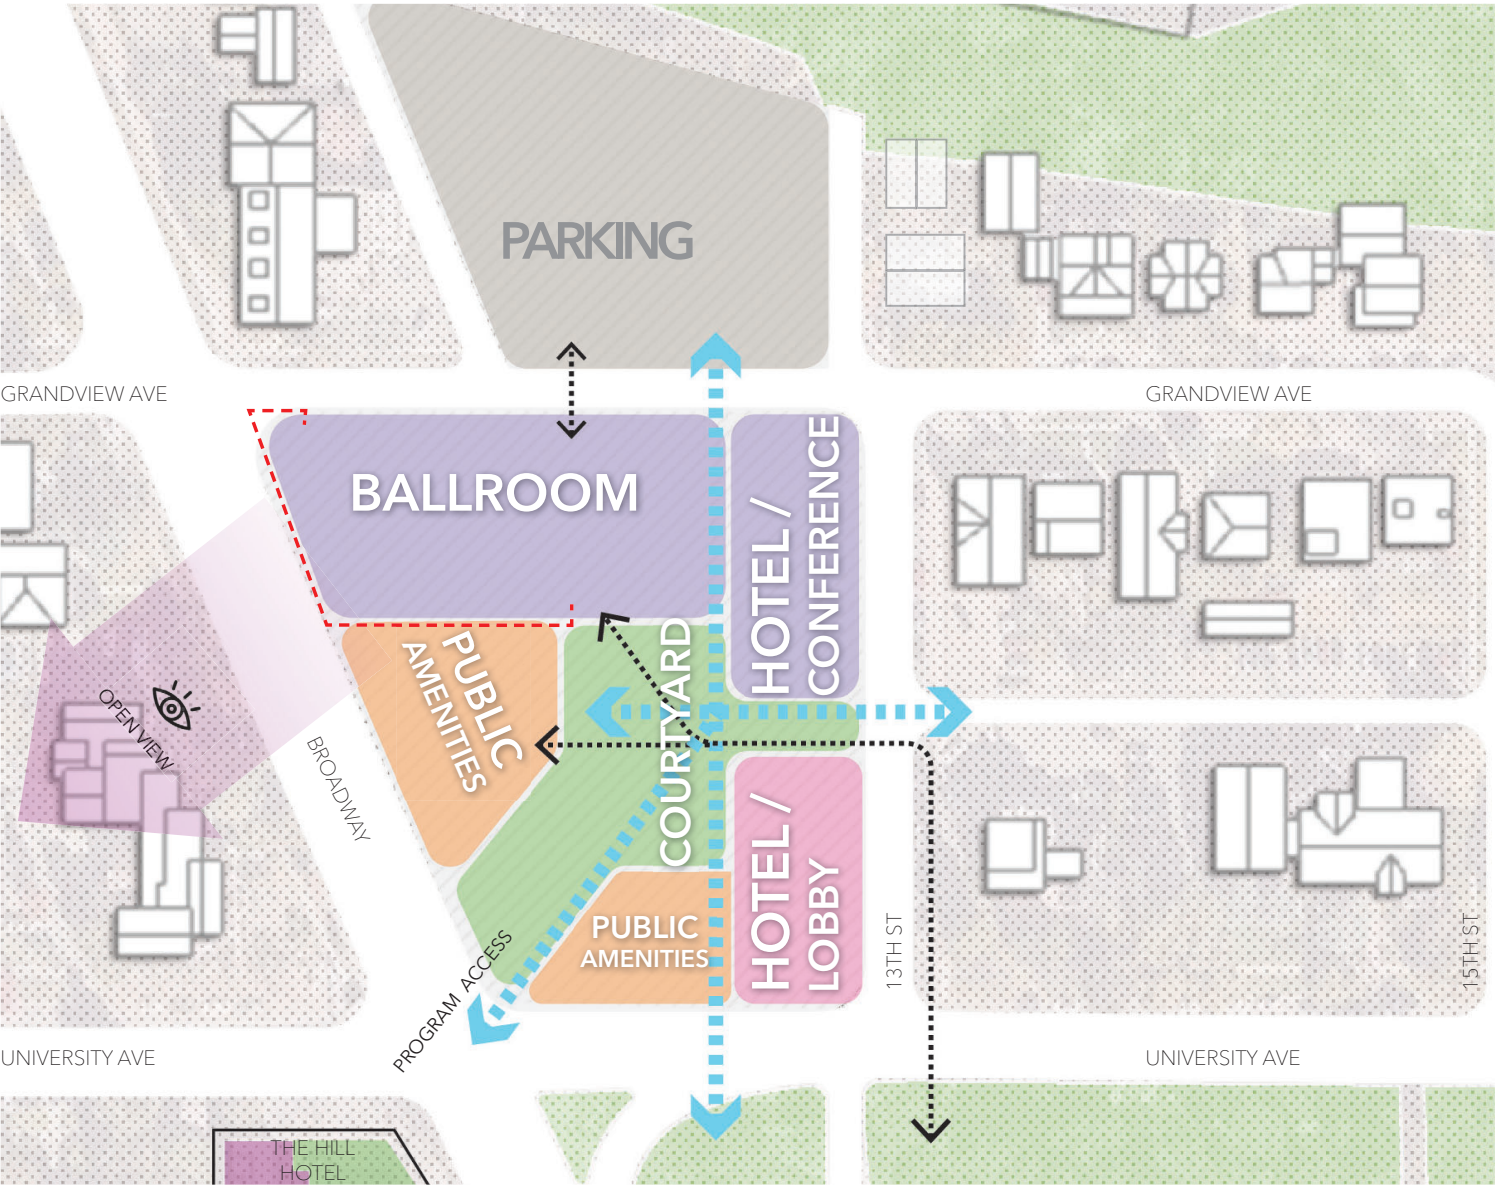 PARKING
GRANDVIEW AVE
GRANDVIEW AVE
BALLROOM
HOTEL /
CONFERENCE
PUBLIC
AMENITIES
COURTYARD
OPEN VIEW
BROADWAY
HOTEL /
LOBBY
PUBLIC
AMENITIES
13TH ST
15TH ST
PROGRAM ACCESS
UNIVERSITY AVE
UNIVERSITY AVE
THE HILL
HOTEL